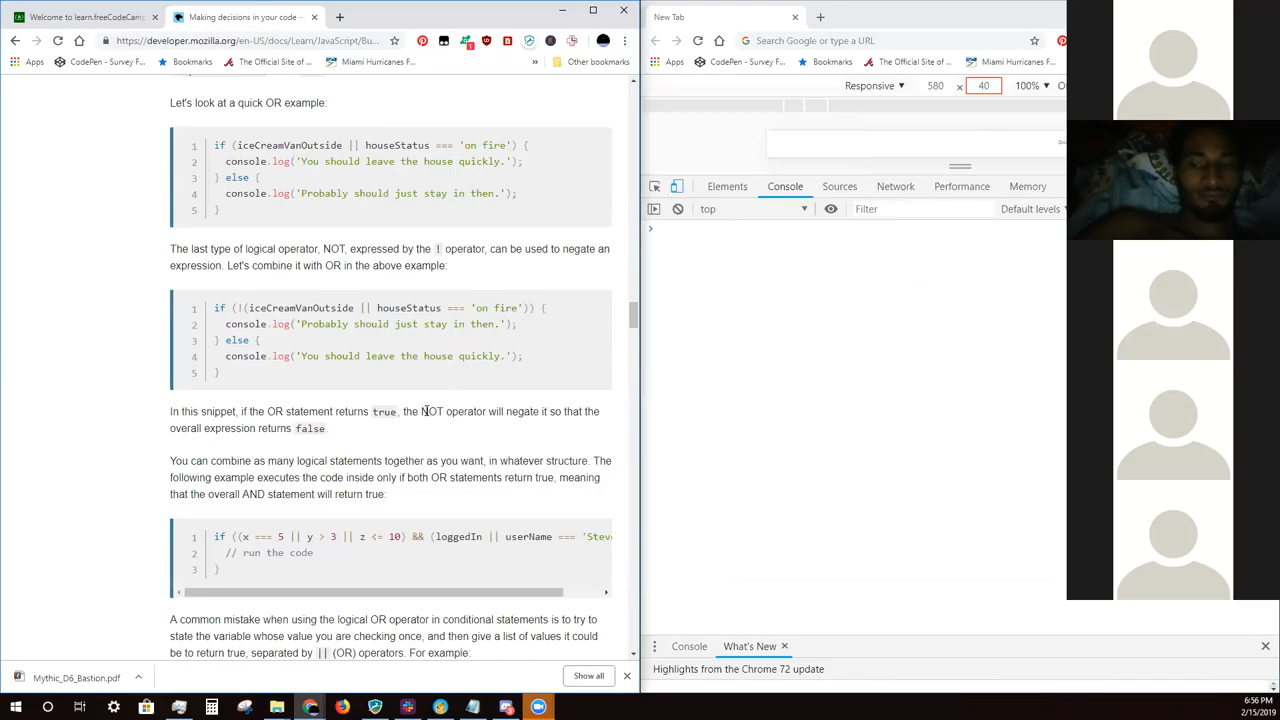 Welcome to learn.freeCodeCam
Making decisions in your code –
New Tab
https://developer.mozilla.org/en-US/docs/Learn/JavaScript/Bu...
Search Google or type a URL
Apps
CodePen - Survey F...
Bookmarks
The Official Site of ...
Miami Hurricanes F...
»
Other bookmarks
Apps
CodePen - Survey F...
Bookmarks
The Official Site of ...
Miami Hurricanes F
Responsive
580
×
40
100%
Let's look at a quick OR example:
1 if (iceCreamVanOutside || houseStatus === 'on fire') {
2 console.log('You should leave the house quickly.');
3 } else {
4 console.log('Probably should just stay in then.');
5 }
The last type of logical operator, NOT, expressed by the ! operator, can be used to negate an
expression. Let's combine it with OR in the above example:
1 if (!(iceCreamVanOutside || houseStatus === 'on fire')) {
2 console.log('Probably should just stay in then.');
3 } else {
4 console.log('You should leave the house quickly.');
5 }
In this snippet, if the OR statement returns true, the NOT operator will negate it so that the
overall expression returns false.
You can combine as many logical statements together as you want, in whatever structure. The
following example executes the code inside only if both OR statements return true, meaning
that the overall AND statement will return true:
1 if ((x === 5 || y > 3 || z <= 10) && (loggedIn || userName === 'Steve
2 // run the code
3 }
A common mistake when using the logical OR operator in conditional statements is to try to
state the variable whose value you are checking once, and then give a list of values it could
be to return true, separated by || (OR) operators. For example:
Elements
Console
Sources
Network
Performance
Memory
top
Filter
Default levels
Console
What's New
Highlights from the Chrome 72 update
Mythic_D6_Bastion.pdf
Show all
6:56 PM
2/15/2019